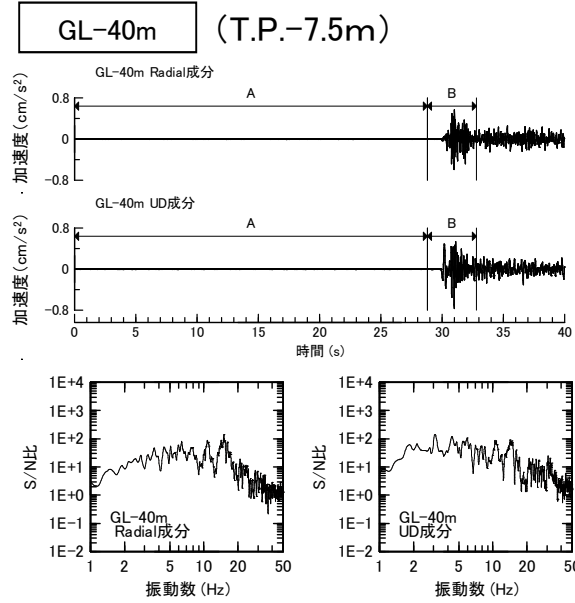 GL-40m (T.P.-7.5m)
GL-40m Radial成分
加速度(cm/s²)
0.8
0
-0.8
A
B
GL-40m UD成分
加速度(cm/s²)
0.8
0
-0.8
A
B
0 5 10 15 20 25 30 35 40
時間(s)
S/N比
1E+4
1E+3
1E+2
1E+1
1E+0
1E-1
1E-2
GL-40m
Radial成分
1 2 5 10 20 50
振動数(Hz)
S/N比
1E+4
1E+3
1E+2
1E+1
1E+0
1E-1
1E-2
GL-40m
UD成分
1 2 5 10 20 50
振動数(Hz)